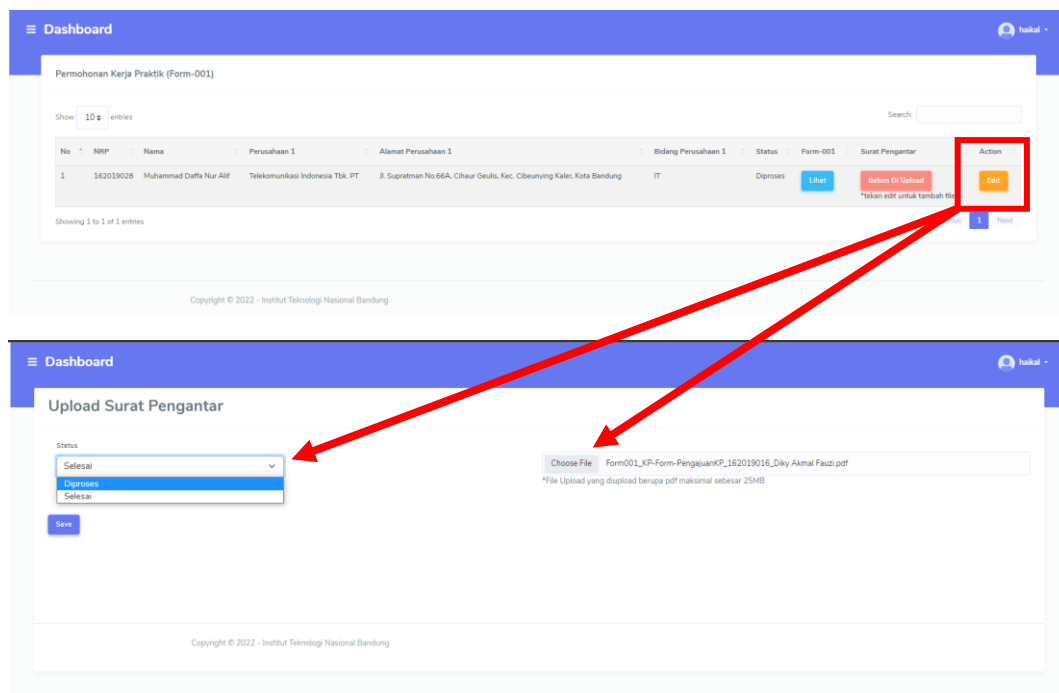 Dashboard
haikal
Permohonan Kerja Praktik (Form-001)
Show 10 entries
Search:
No NRP Nama Perusahaan 1 Alamat Perusahaan 1 Bidang Perusahaan 1 Status Form-001 Surat Pengantar Action
1 162019028 Muhammad Daffa Nur Alif Telekomunikasi Indonesia Tbk. PT Jl. Supratman No.66A, Cihaur Geulis, Kec. Cibeunying Kaler, Kota Bandung IT Diproses Lihat Belum Di Upload Edit
*tekan edit untuk tambah file
Showing 1 to 1 of 1 entries
1 Next
Copyright © 2022 - Institut Teknologi Nasional Bandung
Dashboard
haikal
Upload Surat Pengantar
Status
Selesai
Choose File Form001_KP-Form-PengajuanKP_162019016_Diky Akmal Fauzi.pdf
*File Upload yang diupload berupa pdf maksimal sebesar 25MB
Diproses
Selesai
Save
Copyright © 2022 - Institut Teknologi Nasional Bandung